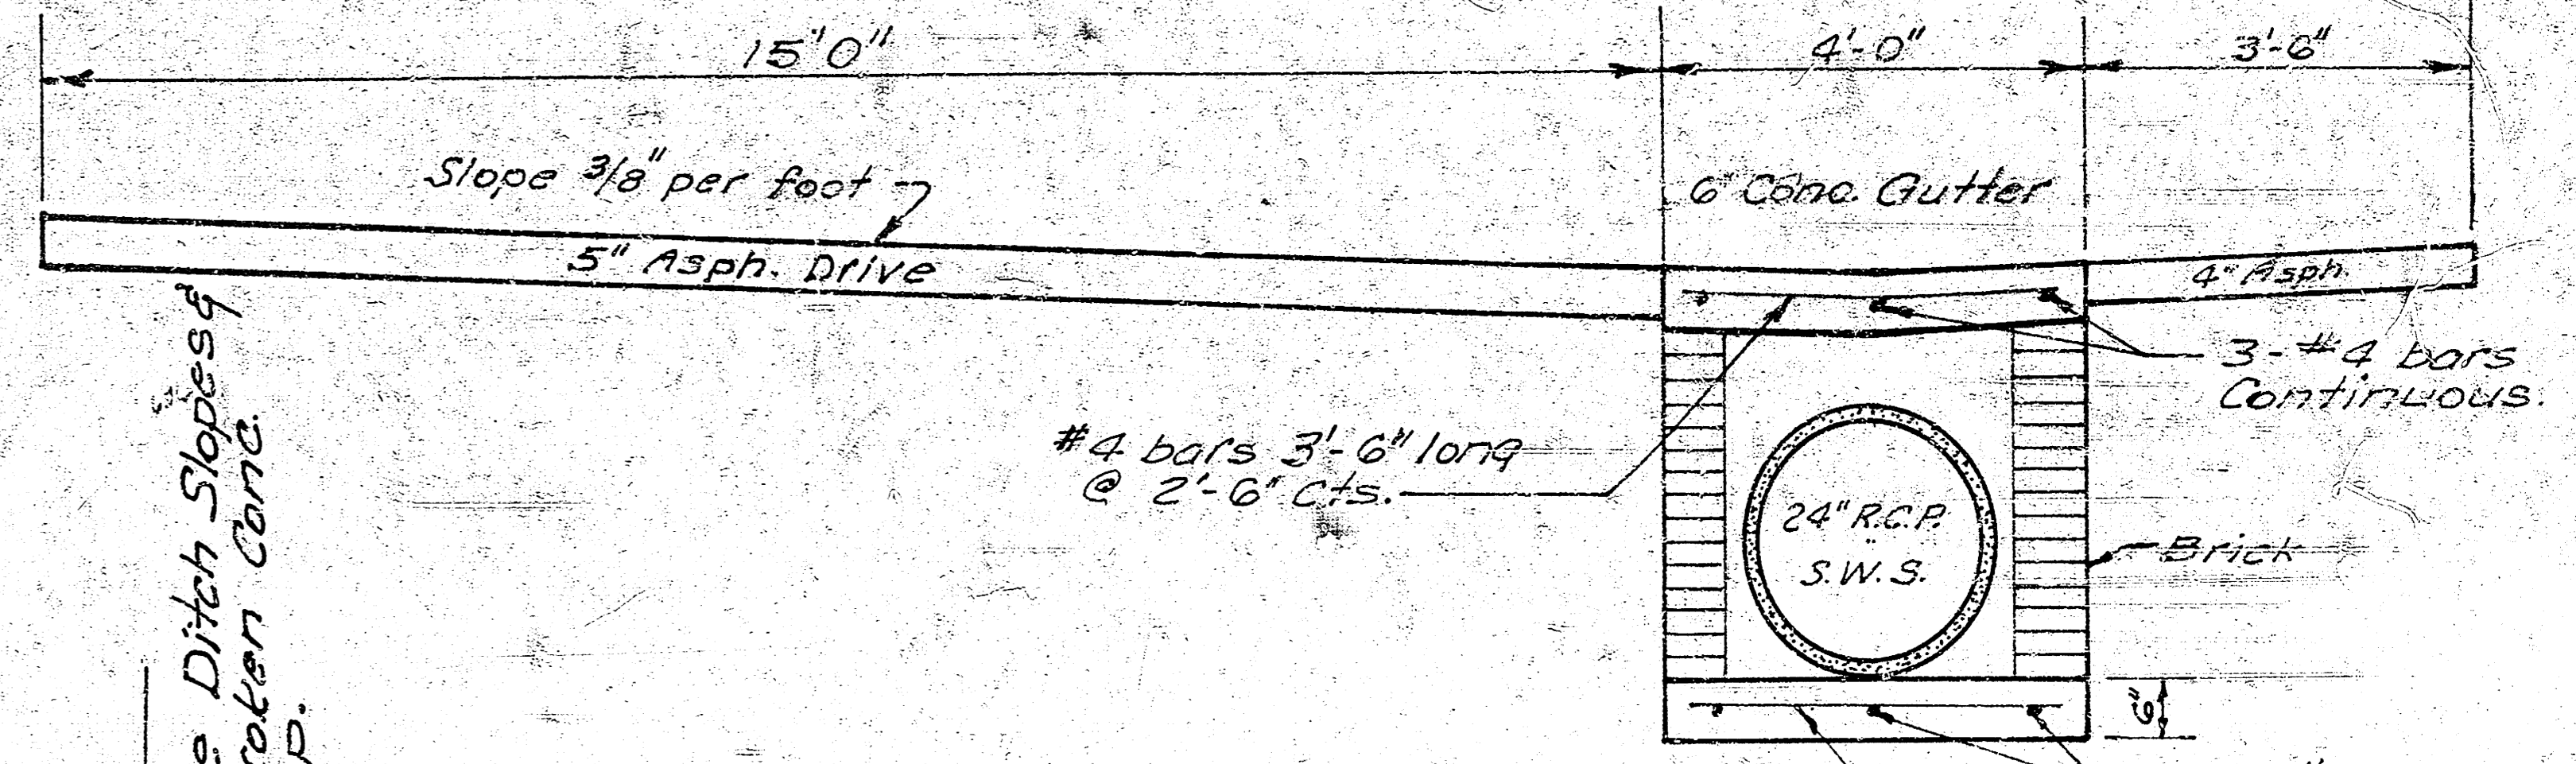 15'0"
4'-0"
3'-6"
Slope 3/8" per foot
6" Conc. Gutter
5" Asph. Drive
4" Asph.
3-#4 bars
Continuous.
#4 bars 3'-6" long
@ 2'-6" Cts.
24" R.C.P.
S.W.S.
Brick
6"
Ditch Slopes &
Conc.